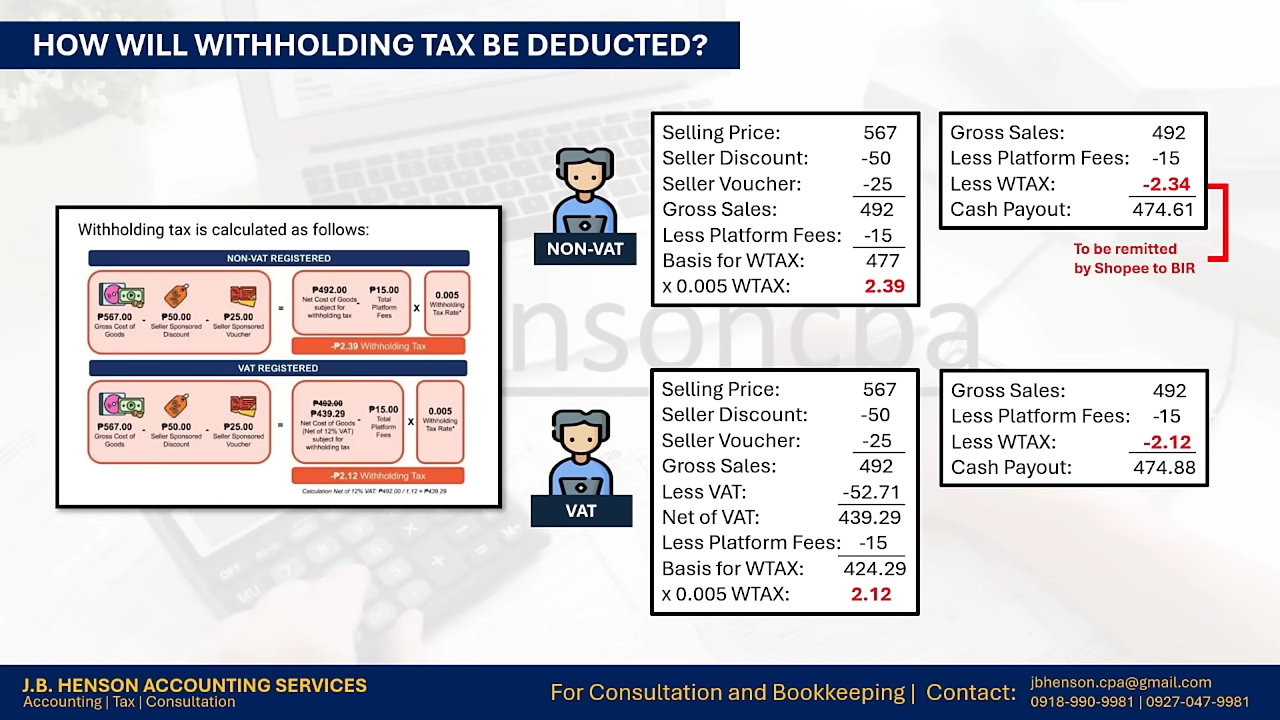 HOW WILL WITHHOLDING TAX BE DEDUCTED?
Withholding tax is calculated as follows:
NON-VAT REGISTERED
₱567.00
Gross Cost of
Goods
-
₱50.00
Seller Sponsored
Discount
-
₱25.00
Seller Sponsored
Voucher
=
₱492.00
Net Cost of Goods
subject for
withholding tax
-
₱15.00
Total
Platform
Fees
X
0.005
Withholding
Tax Rate*
-₱2.39 Withholding Tax
VAT REGISTERED
₱567.00
Gross Cost of
Goods
-
₱50.00
Seller Sponsored
Discount
-
₱25.00
Seller Sponsored
Voucher
=
₱492.00
₱439.29
Net Cost of Goods
(Net of 12% VAT)
subject for
withholding tax
-
₱15.00
Total
Platform
Fees
X
0.005
Withholding
Tax Rate*
-₱2.12 Withholding Tax
Calculation Net of 12% VAT: ₱492.00 / 1.12 = ₱439.29
NON-VAT
Selling Price: 567
Seller Discount: -50
Seller Voucher: -25
Gross Sales: 492
Less Platform Fees: -15
Basis for WTAX: 477
x 0.005 WTAX: 2.39
Gross Sales: 492
Less Platform Fees: -15
Less WTAX: -2.34
Cash Payout: 474.61
To be remitted
by Shopee to BIR
nsoncpa
VAT
Selling Price: 567
Seller Discount: -50
Seller Voucher: -25
Gross Sales: 492
Less VAT: -52.71
Net of VAT: 439.29
Less Platform Fees: -15
Basis for WTAX: 424.29
x 0.005 WTAX: 2.12
Gross Sales: 492
Less Platform Fees: -15
Less WTAX: -2.12
Cash Payout: 474.88
J.B. HENSON ACCOUNTING SERVICES
Accounting | Tax | Consultation
For Consultation and Bookkeeping | Contact:
jbhenson.cpa@gmail.com
0918-990-9981 | 0927-047-9981